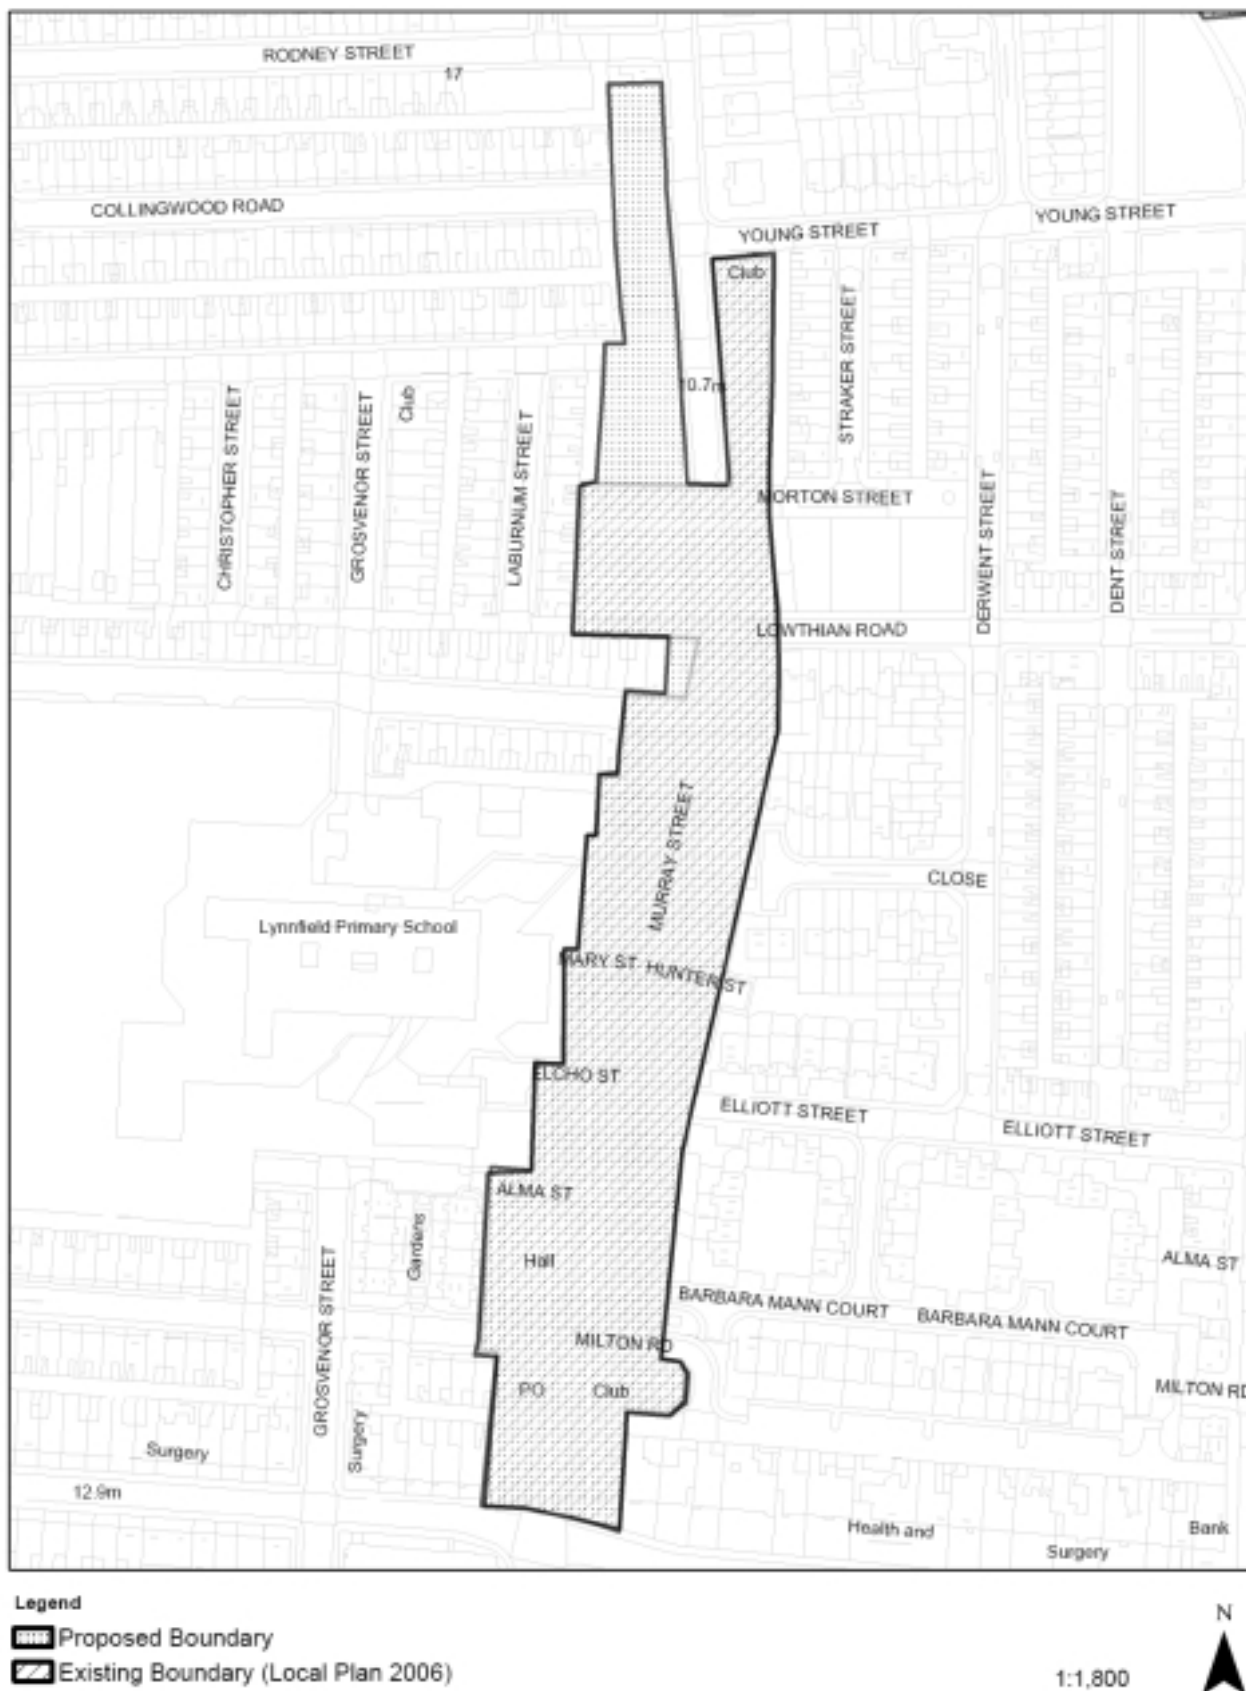 RODNEY STREET
17
COLLINGWOOD ROAD
YOUNG STREET
YOUNG STREET
Club
STRAKER STREET
CHRISTOPHER STREET
GROSVENOR STREET
Club
LABURNUM STREET
10.7m
MORTON STREET
DERWENT STREET
DENT STREET
LOWTHIAN ROAD
MURRAY STREET
CLOSE
Lynnfield Primary School
MARY ST
HUNTER ST
ELCHO ST
ELLIOTT STREET
ELLIOTT STREET
ALMA ST
Gardens
Hall
ALMA ST
GROSVENOR STREET
BARBARA MANN COURT
BARBARA MANN COURT
MILTON RD
PO
Club
MILTON RD
Surgery
Surgery
12.9m
Health and
Bank
Surgery
Legend
Proposed Boundary
Existing Boundary (Local Plan 2006)
1:1,800
N